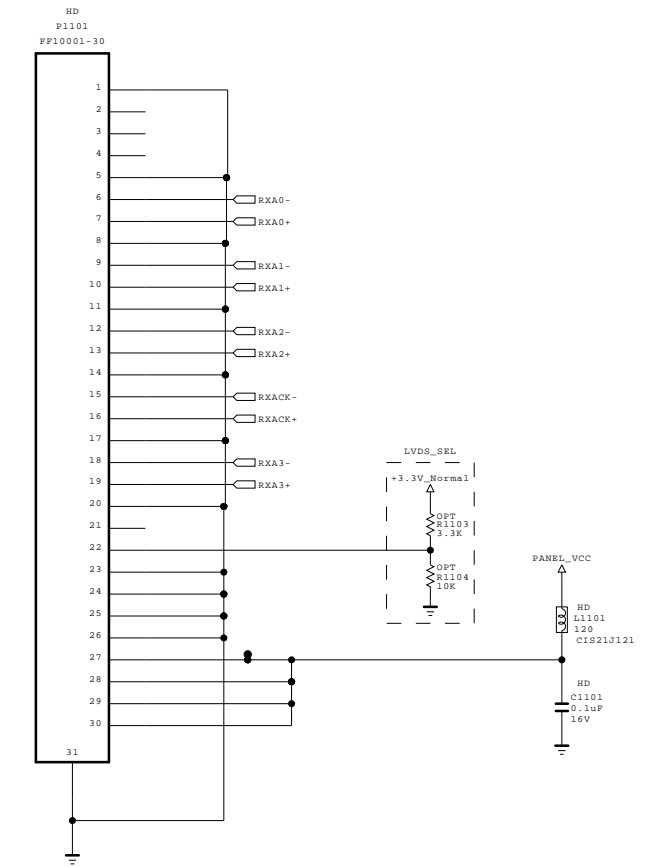 HD
P1101
FF10001-30
1
2
3
4
5
6 RXA0-
7 RXA0+
8
9 RXA1-
10 RXA1+
11
12 RXA2-
13 RXA2+
14
15 RXACK-
16 RXACK+
17
18 RXA3-
19 RXA3+
20
21
22
23
24
25
26
27
28
29
30
31
LVDS_SEL
+3.3V_Normal
OPT
R1103
3.3K
OPT
R1104
10K
PANEL_VCC
HD
L1101
120
CIS21J121
HD
C1101
0.1uF
16V